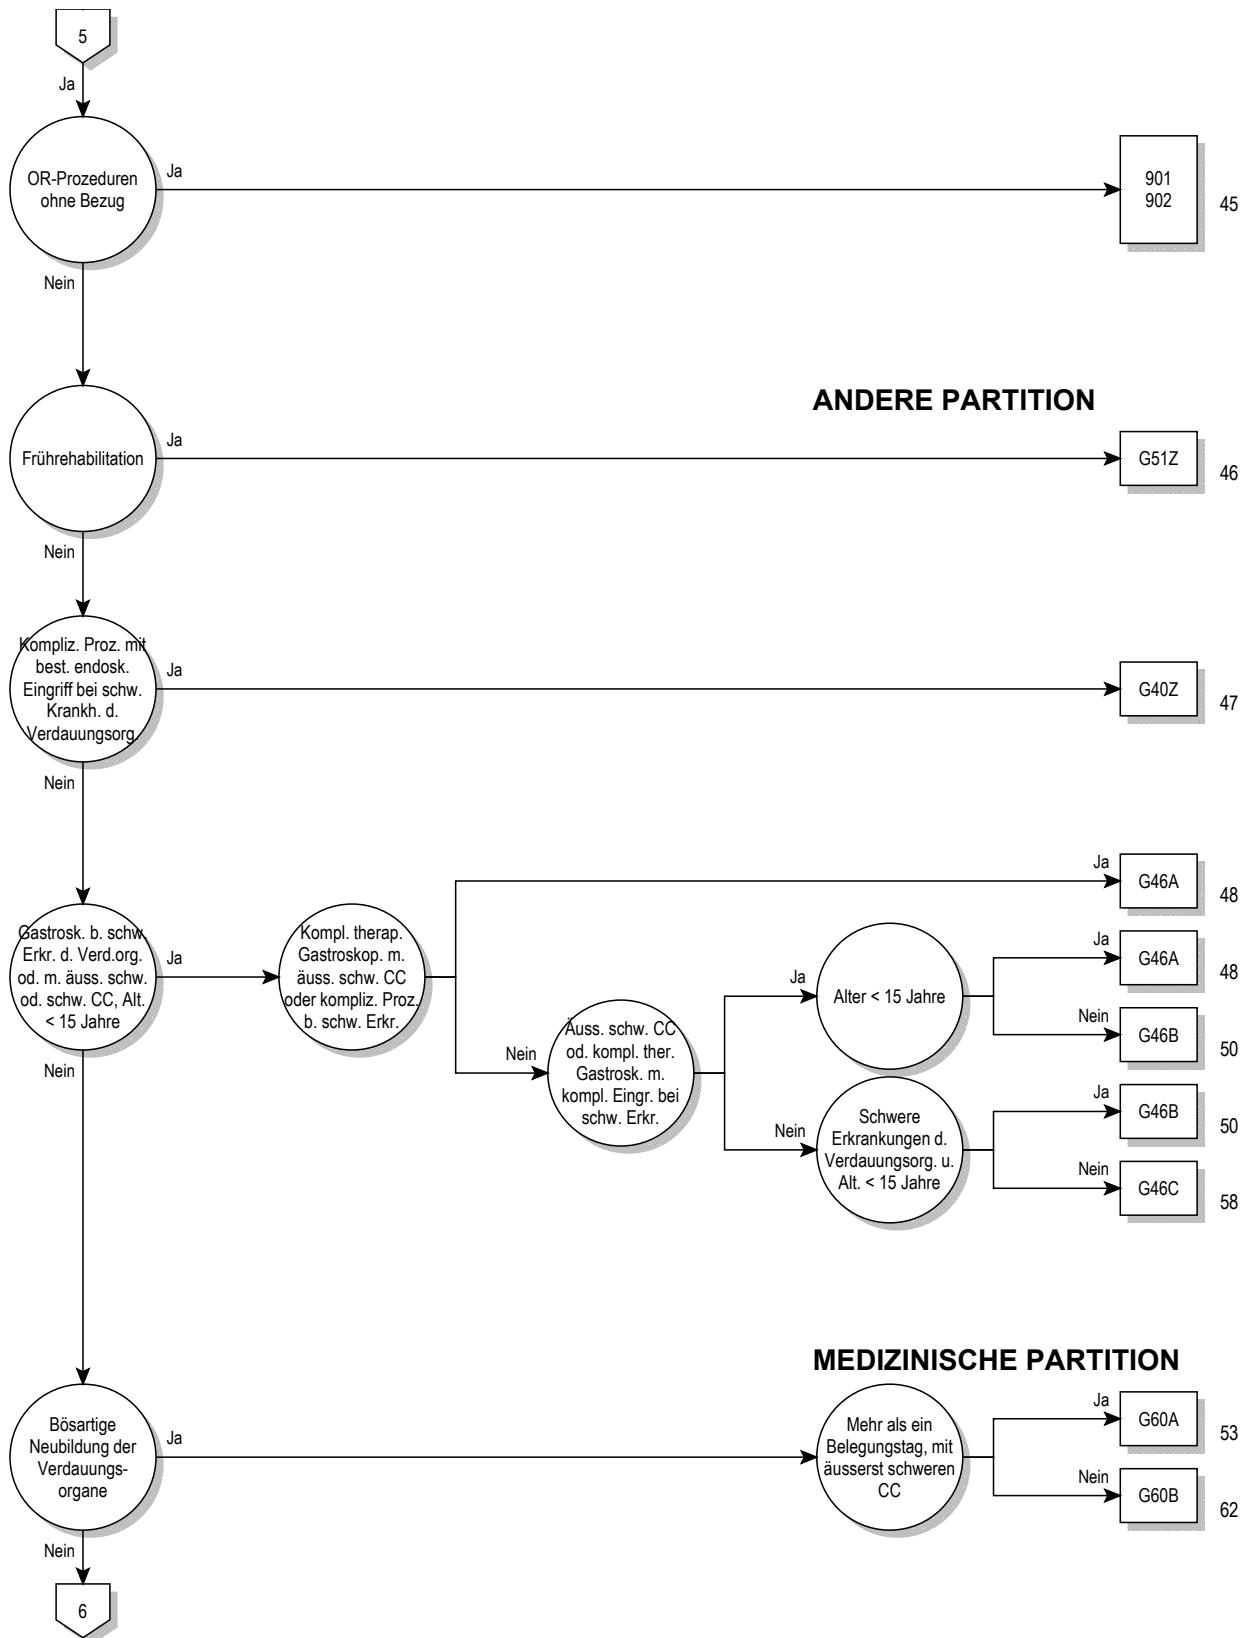 5
Ja
OR-Prozeduren
ohne Bezug
Ja
901
902
45
Nein
ANDERE PARTITION
Frührehabilitation
Ja
G51Z
46
Nein
Kompliz. Proz. mit
best. endosk.
Eingriff bei schw.
Krankh. d.
Verdauungsorg.
Ja
G40Z
47
Nein
Gastrosk. b. schw.
Erkr. d. Verd.org.
od. m. äuss. schw.
od. schw. CC, Alt.
< 15 Jahre
Ja
Kompl. therap.
Gastroskop. m.
äuss. schw. CC
oder kompliz. Proz.
b. schw. Erkr.
Ja
G46A
48
Nein
Äuss. schw. CC
od. kompl. ther.
Gastrosk. m.
kompl. Eingr. bei
schw. Erkr.
Ja
Alter < 15 Jahre
Ja
G46A
48
Nein
G46B
50
Nein
Schwere
Erkrankungen d.
Verdauungsorg. u.
Alt. < 15 Jahre
Ja
G46B
50
Nein
G46C
58
Nein
MEDIZINISCHE PARTITION
Bösartige
Neubildung der
Verdauungs-
organe
Ja
Mehr als ein
Belegungstag, mit
äusserst schweren
CC
Ja
G60A
53
Nein
G60B
62
Nein
6